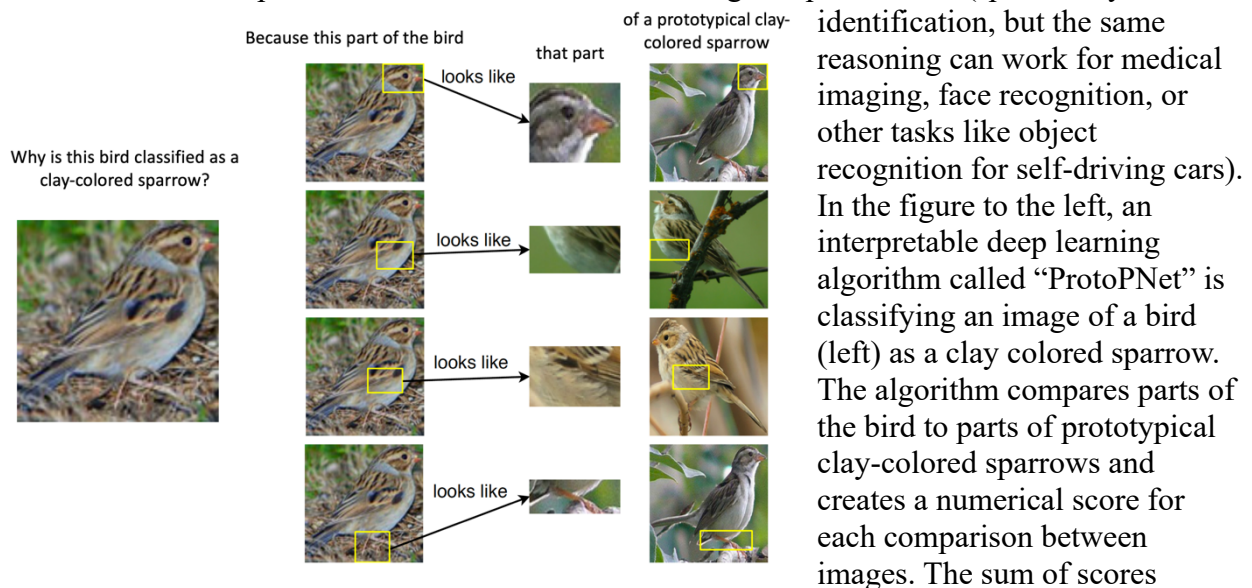 Why is this bird classified as a
clay-colored sparrow?
Because this part of the bird
that part
of a prototypical clay-
colored sparrow
looks like
looks like
looks like
looks like
identification, but the same
reasoning can work for medical
imaging, face recognition, or
other tasks like object
recognition for self-driving cars).
In the figure to the left, an
interpretable deep learning
algorithm called “ProtoPNet” is
classifying an image of a bird
(left) as a clay colored sparrow.
The algorithm compares parts of
the bird to parts of prototypical
clay-colored sparrows and
creates a numerical score for
each comparison between
images. The sum of scores